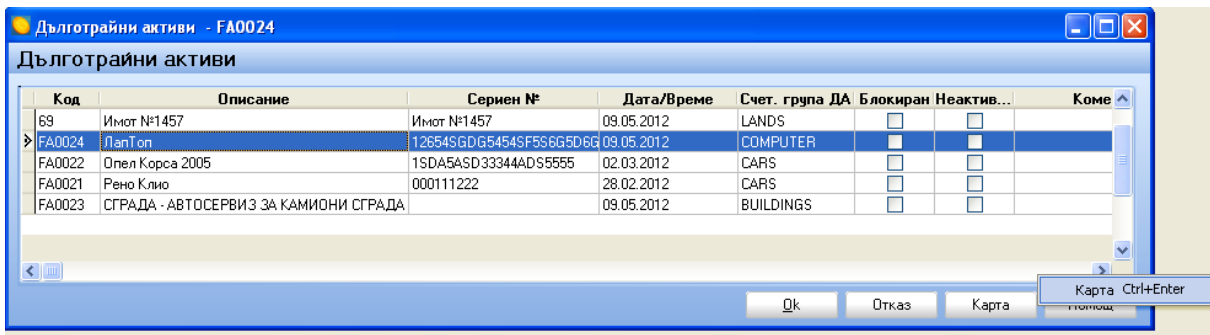 Дълготрайни активи - FA0024
Дълготрайни активи
Код Описание Сериен № Дата/Време Счет. група ДА Блокиран Неактив... Коме
69 Имот №1457 Имот №1457 09.05.2012 LANDS
FA0024 ЛапТоп 12654SGDG5454SF5S6G5D6G 09.05.2012 COMPUTER
FA0022 Опел Корса 2005 1SDA5ASD33344ADS5555 02.03.2012 CARS
FA0021 Рено Клио 000111222 28.02.2012 CARS
FA0023 СГРАДА - АВТОСЕРВИЗ ЗА КАМИОНИ СГРАДА 09.05.2012 BUILDINGS
Карта Ctrl+Enter
Ok Отказ Карта Помощ